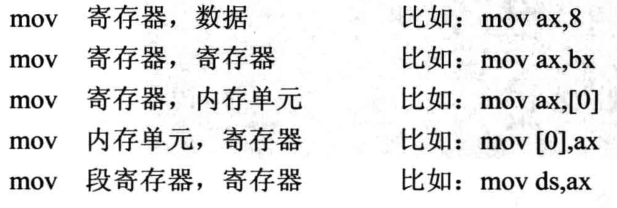 mov 寄存器，数据 比如：mov ax,8
mov 寄存器，寄存器 比如：mov ax,bx
mov 寄存器，内存单元 比如：mov ax,[0]
mov 内存单元，寄存器 比如：mov [0],ax
mov 段寄存器，寄存器 比如：mov ds,ax